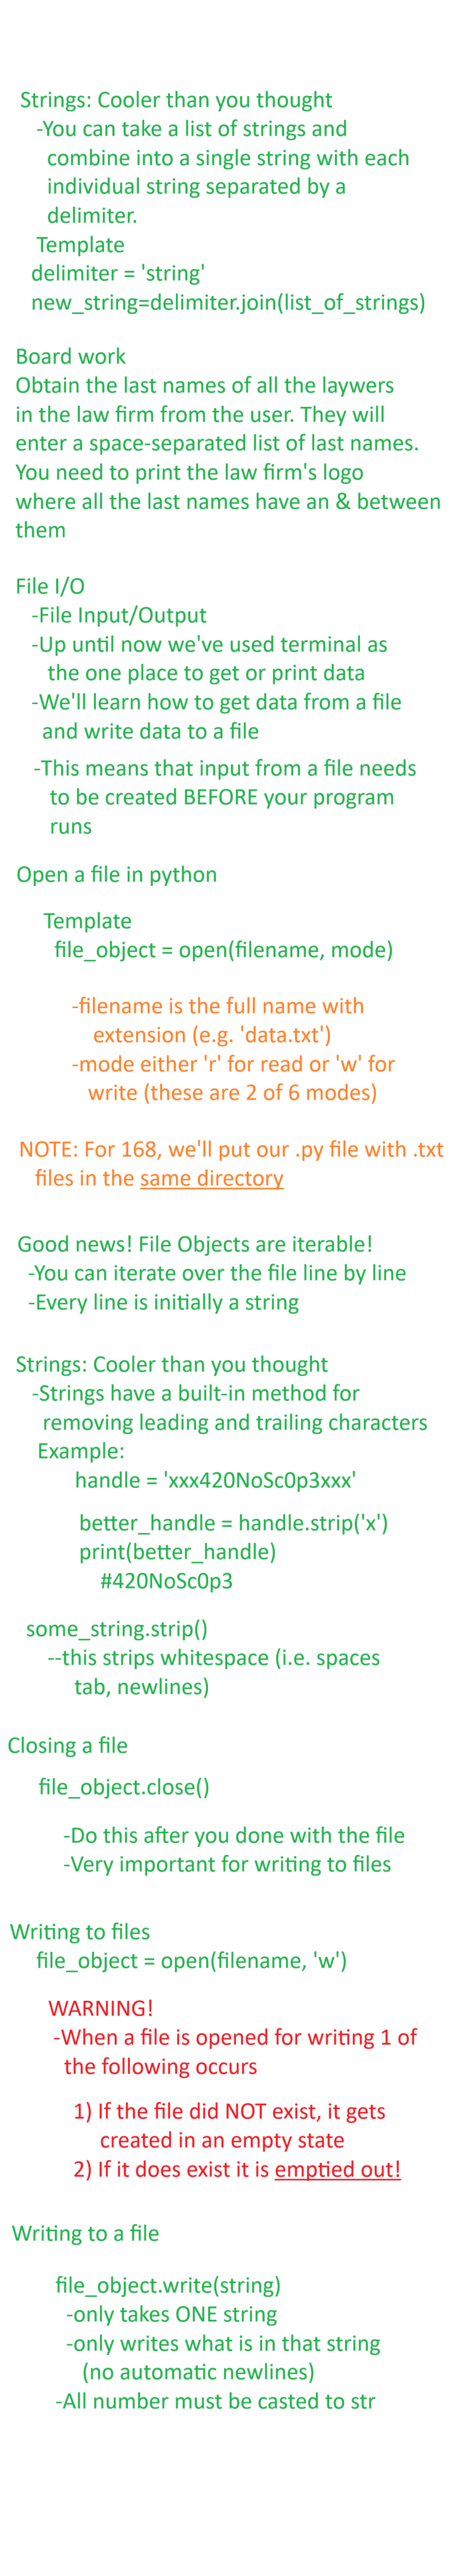 Strings: Cooler than you thought
-You can take a list of strings and
combine into a single string with each
individual string separated by a
delimiter.
Template
delimiter = 'string'
new_string=delimiter.join(list_of_strings)
Board work
Obtain the last names of all the laywers
in the law firm from the user. They will
enter a space-separated list of last names.
You need to print the law firm's logo
where all the last names have an & between
them
File I/O
-File Input/Output
-Up until now we've used terminal as
the one place to get or print data
-We'll learn how to get data from a file
and write data to a file
-This means that input from a file needs
to be created BEFORE your program
runs
Open a file in python
Template
file_object = open(filename, mode)
-filename is the full name with
extension (e.g. 'data.txt')
-mode either 'r' for read or 'w' for
write (these are 2 of 6 modes)
NOTE: For 168, we'll put our .py file with .txt
files in the same directory
Good news! File Objects are iterable!
-You can iterate over the file line by line
-Every line is initially a string
Strings: Cooler than you thought
-Strings have a built-in method for
removing leading and trailing characters
Example:
handle = 'xxx420NoSc0p3xxx'
better_handle = handle.strip('x')
print(better_handle)
#420NoSc0p3
some_string.strip()
--this strips whitespace (i.e. spaces
tab, newlines)
Closing a file
file_object.close()
-Do this after you done with the file
-Very important for writing to files
Writing to files
file_object = open(filename, 'w')
WARNING!
-When a file is opened for writing 1 of
the following occurs
1) If the file did NOT exist, it gets
created in an empty state
2) If it does exist it is emptied out!
Writing to a file
file_object.write(string)
-only takes ONE string
-only writes what is in that string
(no automatic newlines)
-All number must be casted to str